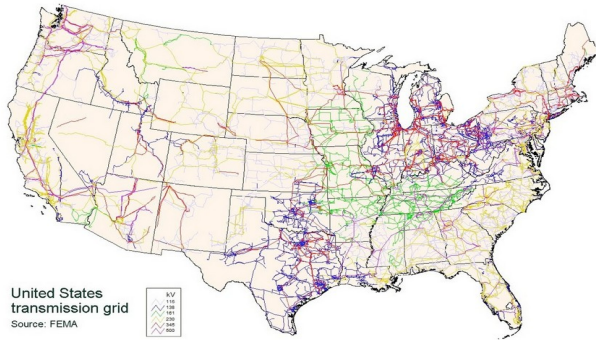 United States
transmission grid
Source: FEMA
kV
115
138
161
230
345
500